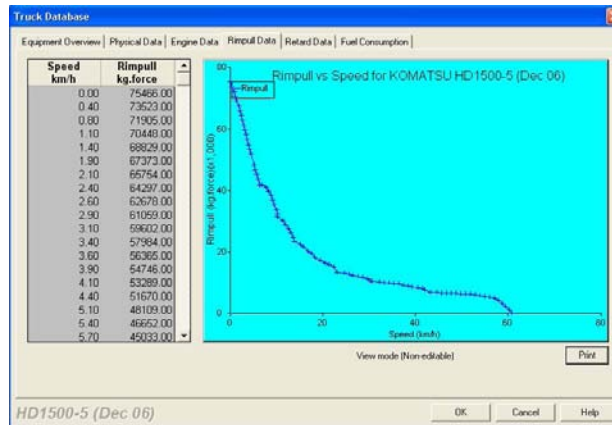 Truck Database
Equipment Overview | Physical Data | Engine Data | Rimpull Data | Retard Data | Fuel Consumption
Speed Rimpull
km/h kg.force
0.00 75466.00
0.40 73523.00
0.80 71905.00
1.10 70448.00
1.40 68829.00
1.90 67373.00
2.10 65754.00
2.40 64297.00
2.60 62678.00
2.90 61059.00
3.10 59602.00
3.40 57984.00
3.60 56365.00
3.90 54746.00
4.10 53289.00
4.40 51670.00
5.10 48109.00
5.40 46652.00
5.70 45033.00
Rimpull vs Speed for KOMATSU HD1500-5 (Dec 06)
Rimpull
80
60
40
20
0
Rimpull (kg.force)(x1,000)
0 20 40 60 80
Speed (km/h)
View mode (Non-editable)
Print
HD1500-5 (Dec 06)
OK Cancel Help